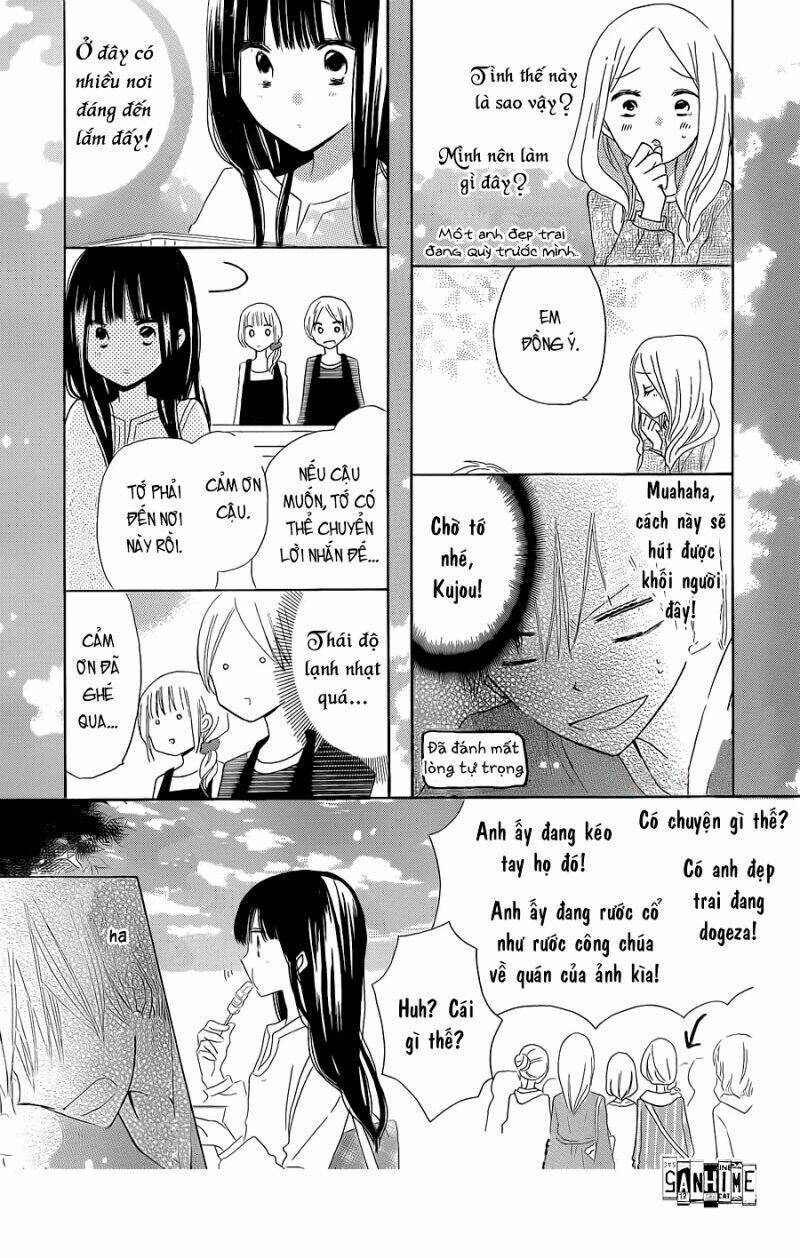 Tình thế này
là sao vậy?
Mình nên làm
gì đây?
Một anh đẹp trai
đang quỳ trước mình.
EM
ĐỒNG Ý.
Muahaha,
cách này sẽ
hút được
khối người
đây!
Chờ tớ
nhé,
Kujou!
Đã đánh mất
lòng tự trọng
Ở đây có
nhiều nơi
đáng đến
lắm đấy!
NẾU CẬU
MUỐN, TỚ CÓ
THỂ CHUYỂN
LỜI NHẮN ĐẾ...
CẢM ƠN
CẬU.
TỚ PHẢI
ĐẾN NƠI
NÀY RỒI.
Thái độ
lạnh nhạt
quá...
CẢM
ƠN ĐÃ
GHÉ
QUA...
Có chuyện gì thế?
Có anh đẹp
trai đang
dogeza!
Anh ấy đang kéo
tay họ đó!
Anh ấy đang rước cổ
như rước công chúa
về quán của ảnh kìa!
Huh? Cái
gì thế?
ha
SANHIME
CAT